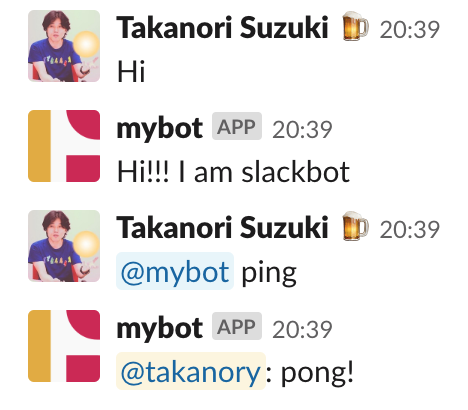 Takanori Suzuki 🍺 20:39
Hi
mybot APP 20:39
Hi!!! I am slackbot
Takanori Suzuki 🍺 20:39
@mybot ping
mybot APP 20:39
@takanory: pong!